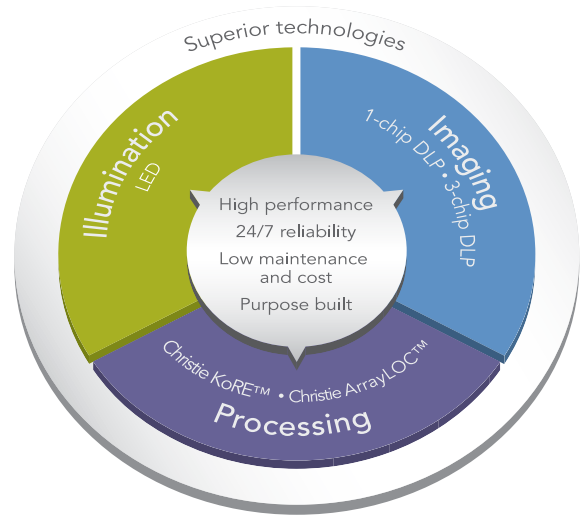 Superior technologies
Illumination
LED
Imaging
1-chip DLP • 3-chip DLP
High performance
24/7 reliability
Low maintenance
and cost
Purpose built
Christie KoRE™ • Christie ArrayLOC™
Processing